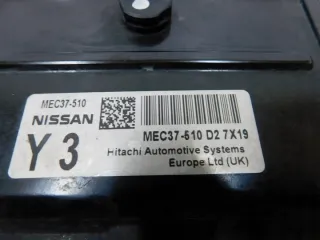 MEC37-510
NISSAN
Y 3
MEC37-510 D2 7X19
Hitachi Automotive Systems
Europe Ltd (UK)